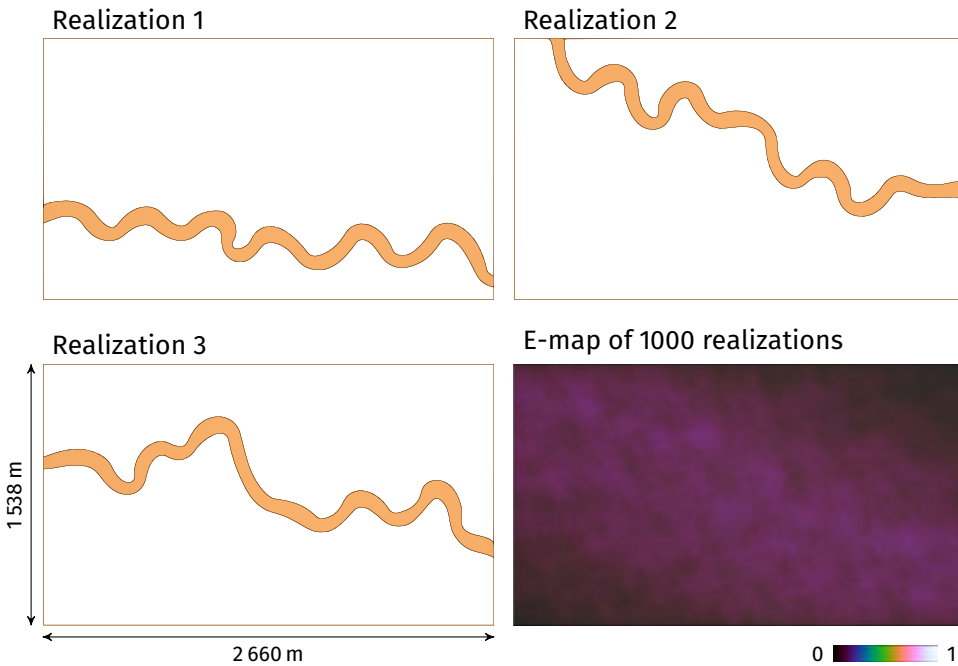 Realization 1
Realization 2
Realization 3
E-map of 1000 realizations
1 538 m
2 660 m
0
1